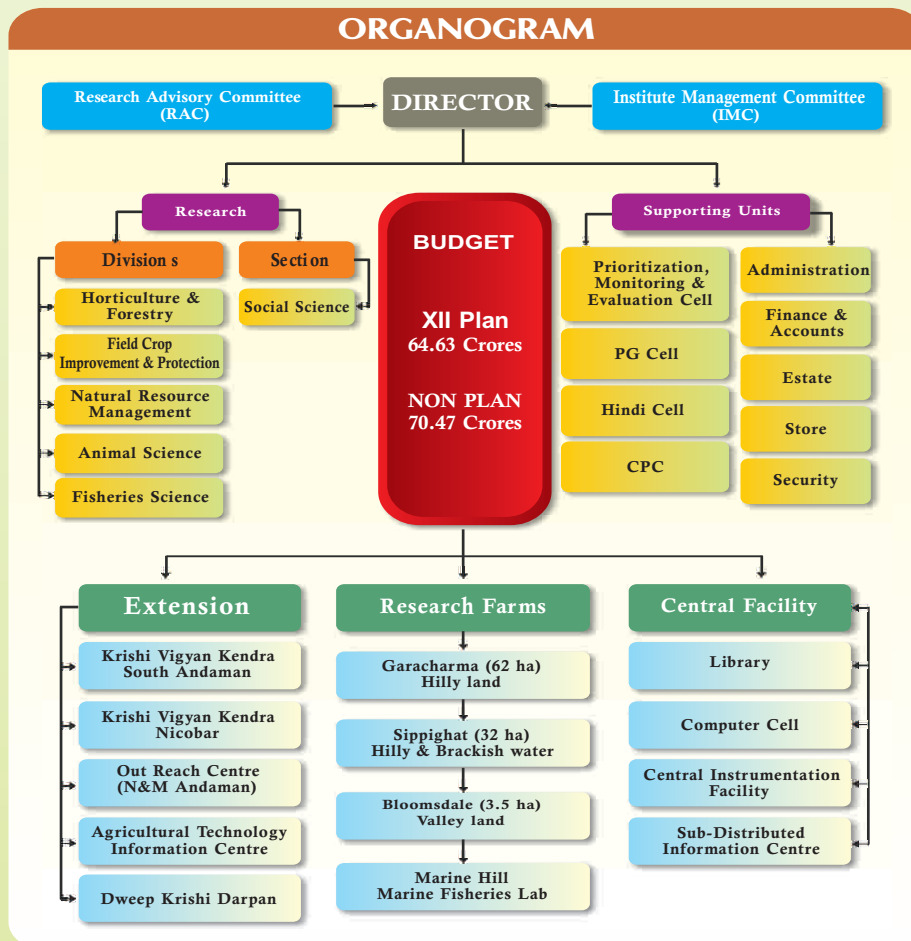 ORGANOGRAM
Research Advisory Committee
(RAC)
DIRECTOR
Institute Management Committee
(IMC)
Research
Division s
Horticulture &
Forestry
Field Crop
Improvement & Protection
Natural Resource
Management
Animal Science
Fisheries Science
Section
Social Science
BUDGET
XII Plan
64.63 Crores
NON PLAN
70.47 Crores
Supporting Units
Prioritization,
Monitoring &
Evaluation Cell
PG Cell
Hindi Cell
CPC
Administration
Finance &
Accounts
Estate
Store
Security
Extension
Krishi Vigyan Kendra
South Andaman
Krishi Vigyan Kendra
Nicobar
Out Reach Centre
(N&M Andaman)
Agricultural Technology
Information Centre
Dweep Krishi Darpan
Research Farms
Garacharma (62 ha)
Hilly land
Sippighat (32 ha)
Hilly & Brackish water
Bloomsdale (3.5 ha)
Valley land
Marine Hill
Marine Fisheries Lab
Central Facility
Library
Computer Cell
Central Instrumentation
Facility
Sub-Distributed
Information Centre